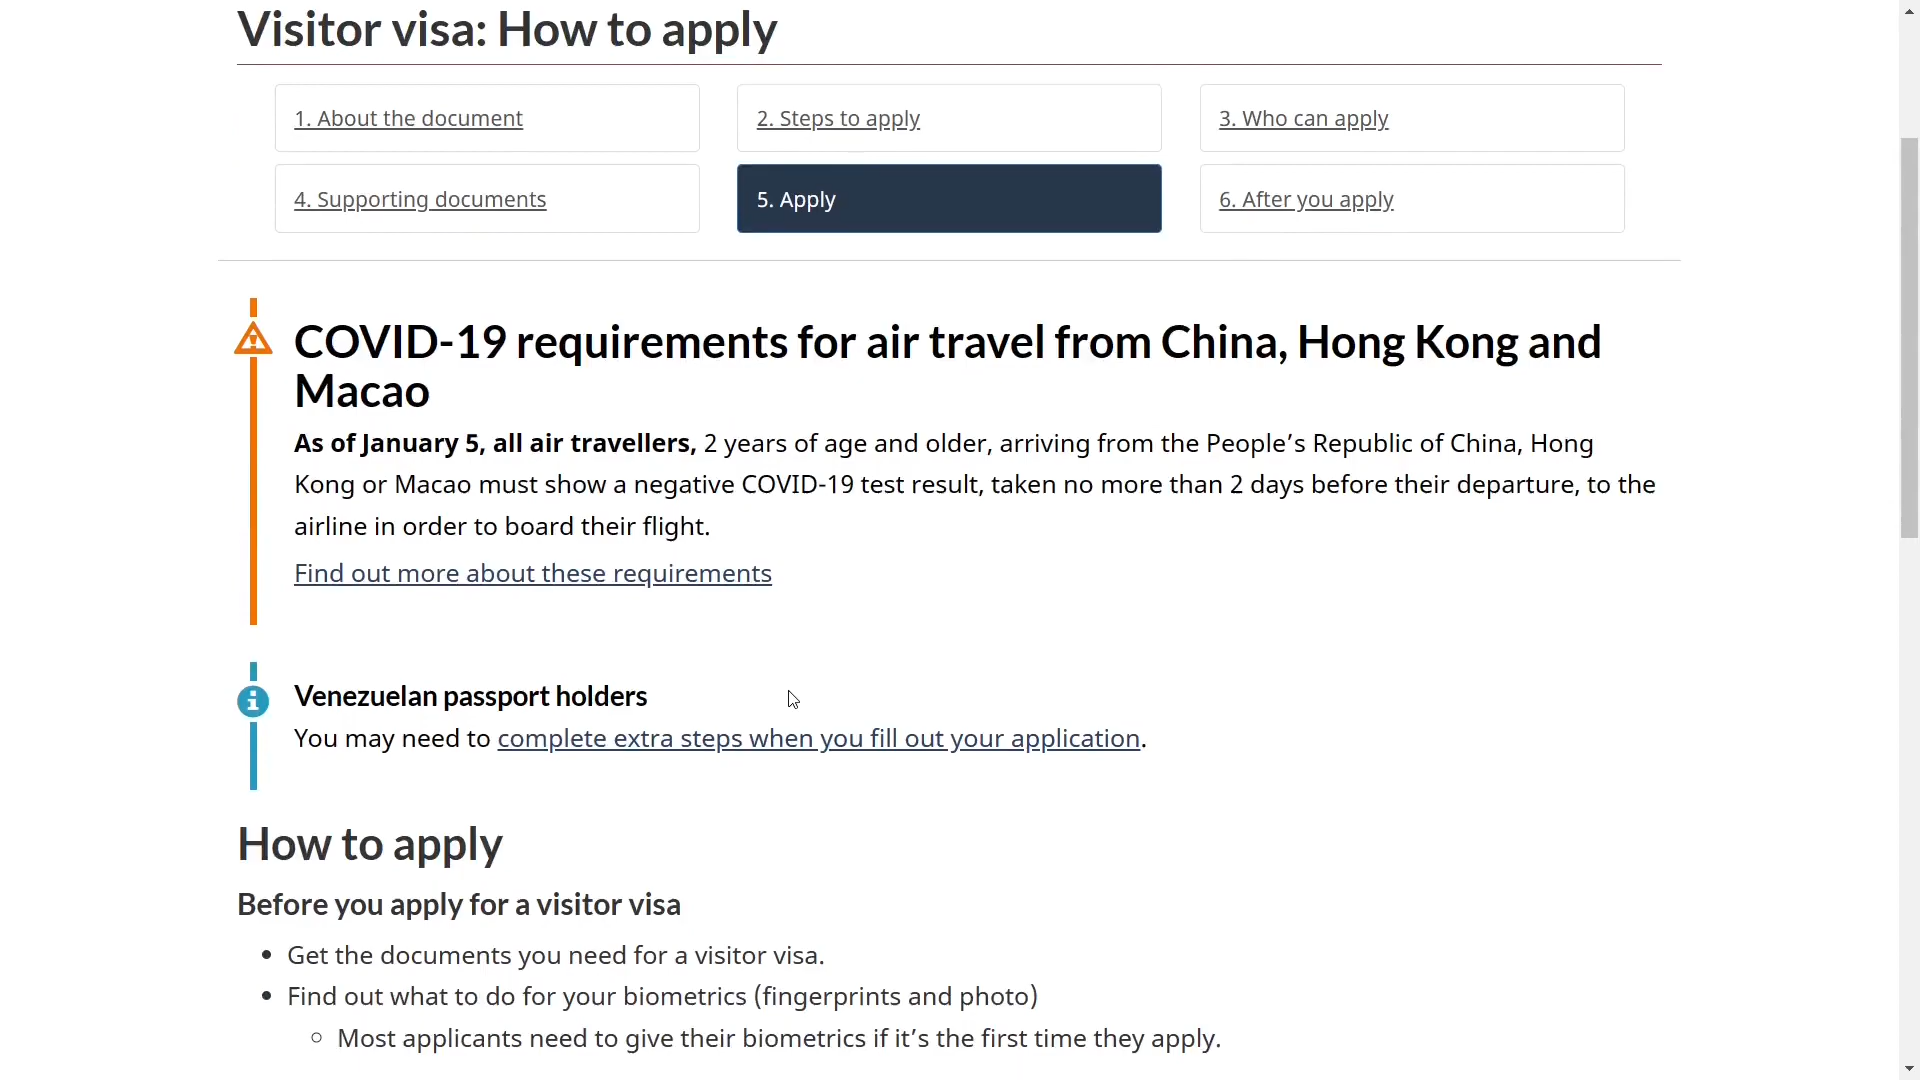 Visitor visa: How to apply
1. About the document
2. Steps to apply
3. Who can apply
4. Supporting documents
5. Apply
6. After you apply
COVID-19 requirements for air travel from China, Hong Kong and
Macao
As of January 5, all air travellers, 2 years of age and older, arriving from the People’s Republic of China, Hong
Kong or Macao must show a negative COVID-19 test result, taken no more than 2 days before their departure, to the
airline in order to board their flight.
Find out more about these requirements
Venezuelan passport holders
You may need to complete extra steps when you fill out your application.
How to apply
Before you apply for a visitor visa
Get the documents you need for a visitor visa.
Find out what to do for your biometrics (fingerprints and photo)
Most applicants need to give their biometrics if it’s the first time they apply.